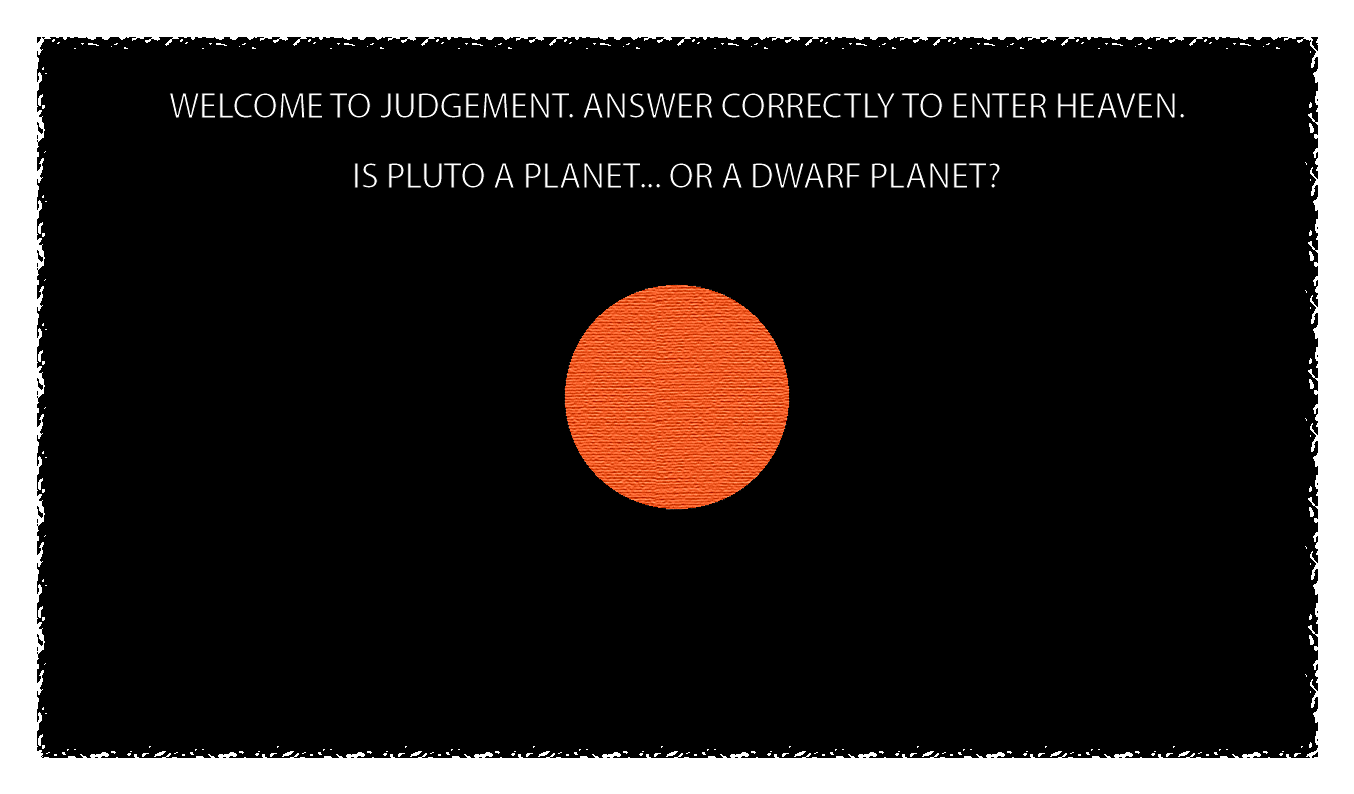 WELCOME TO JUDGEMENT. ANSWER CORRECTLY TO ENTER HEAVEN.
IS PLUTO A PLANET... OR A DWARF PLANET?